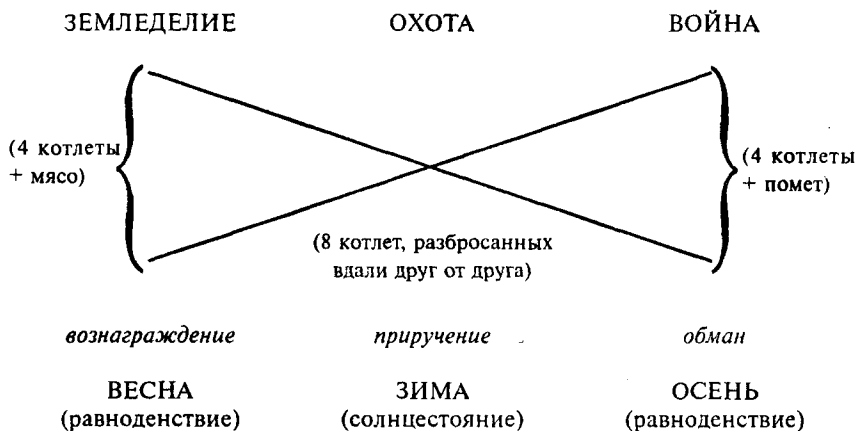 ЗЕМЛЕДЕЛИЕ ОХОТА ВОЙНА
(4 котлеты
+ мясо)
(4 котлеты
+ помет)
(8 котлет, разбросанных
вдали друг от друга)
вознаграждение приручение обман
ВЕСНА ЗИМА ОСЕНЬ
(равноденствие) (солнцестояние) (равноденствие)